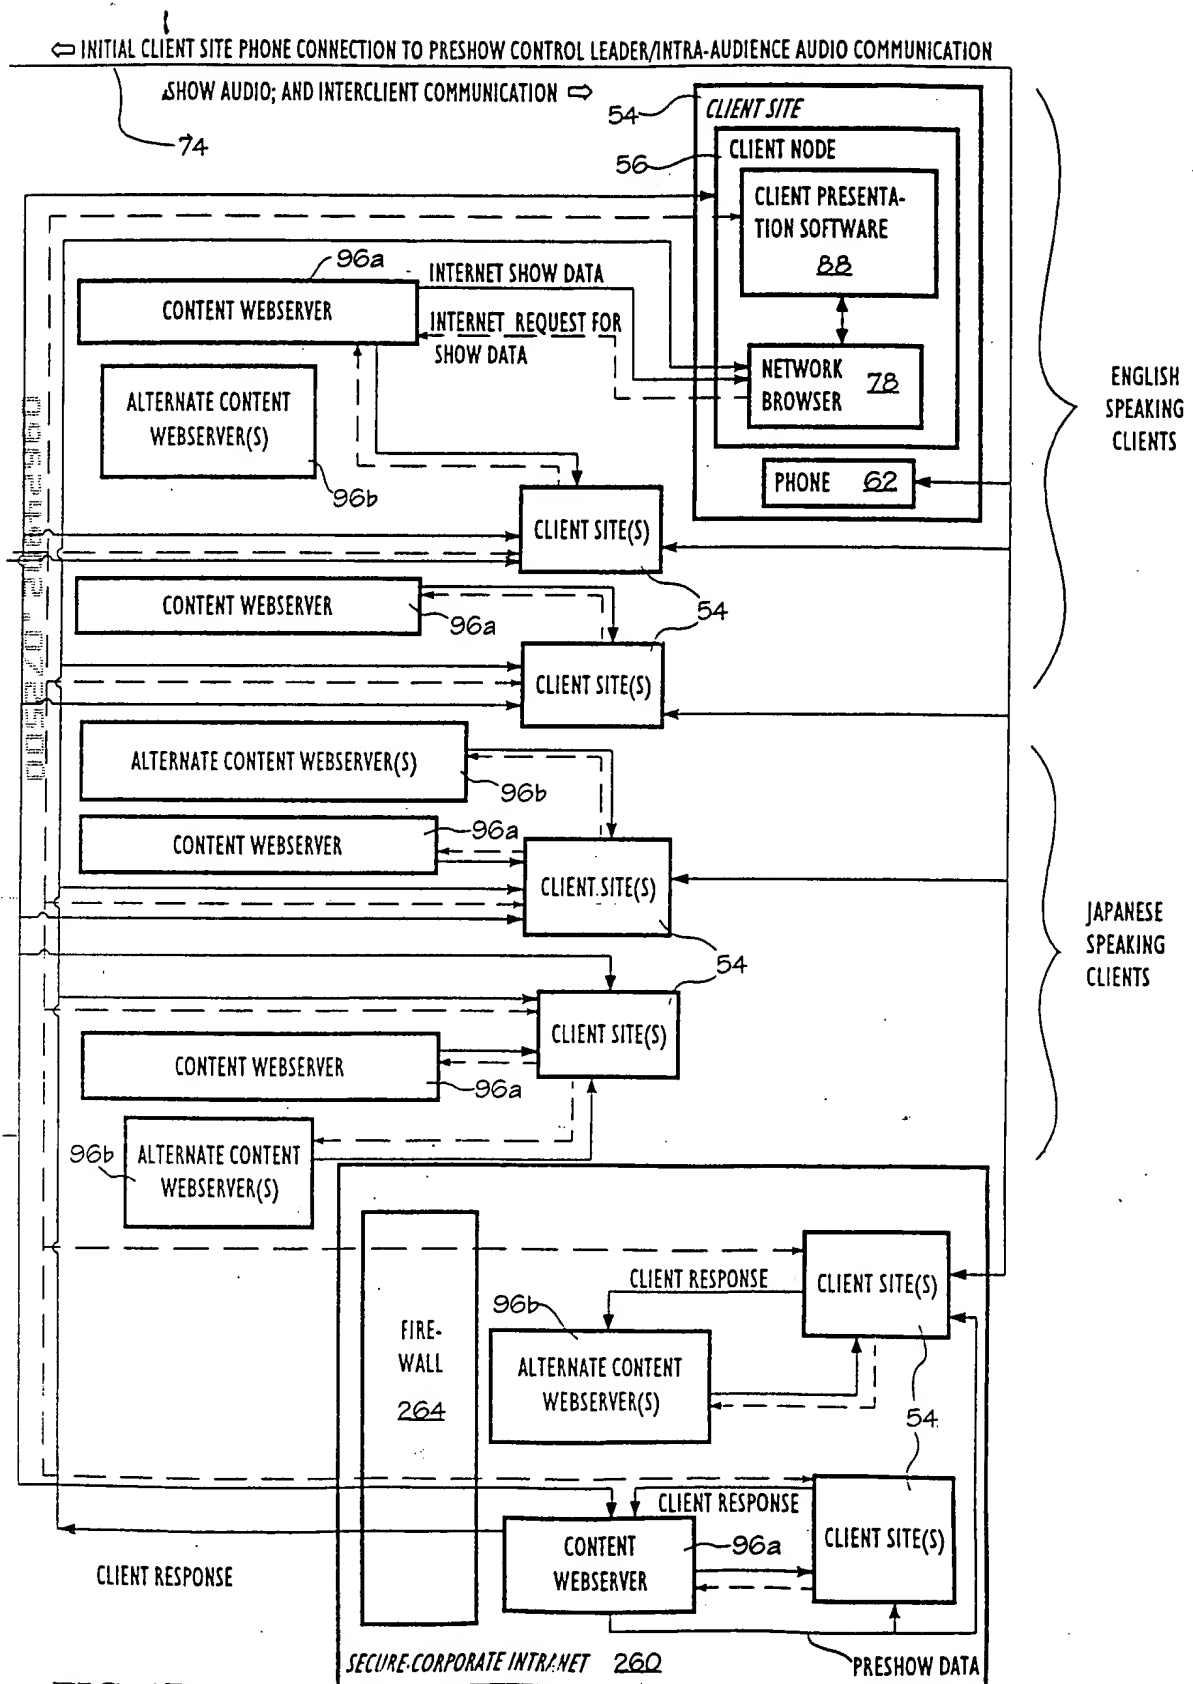 ⇦ INITIAL CLIENT SITE PHONE CONNECTION TO PRESHOW CONTROL LEADER/INTRA-AUDIENCE AUDIO COMMUNICATION
SHOW AUDIO; AND INTERCLIENT COMMUNICATION ⇨
74
54
CLIENT SITE
56
CLIENT NODE
CLIENT PRESENTA-
TION SOFTWARE
88
96a
CONTENT WEBSERVER
INTERNET SHOW DATA
INTERNET REQUEST FOR
SHOW DATA
NETWORK
BROWSER
78
ALTERNATE CONTENT
WEBSERVER(S)
96b
PHONE 62
ENGLISH
SPEAKING
CLIENTS
CLIENT SITE(S)
54
CONTENT WEBSERVER
96a
CLIENT SITE(S)
ALTERNATE CONTENT WEBSERVER(S)
96b
CONTENT WEBSERVER
96a
CLIENT SITE(S)
54
JAPANESE
SPEAKING
CLIENTS
CLIENT SITE(S)
CONTENT WEBSERVER
96a
96b
ALTERNATE CONTENT
WEBSERVER(S)
FIRE-
WALL
264
CLIENT SITE(S)
CLIENT RESPONSE
96b
ALTERNATE CONTENT
WEBSERVER(S)
54
CLIENT RESPONSE
CLIENT SITE(S)
CONTENT
WEBSERVER
96a
CLIENT RESPONSE
SECURE CORPORATE INTRANET 260
PRESHOW DATA